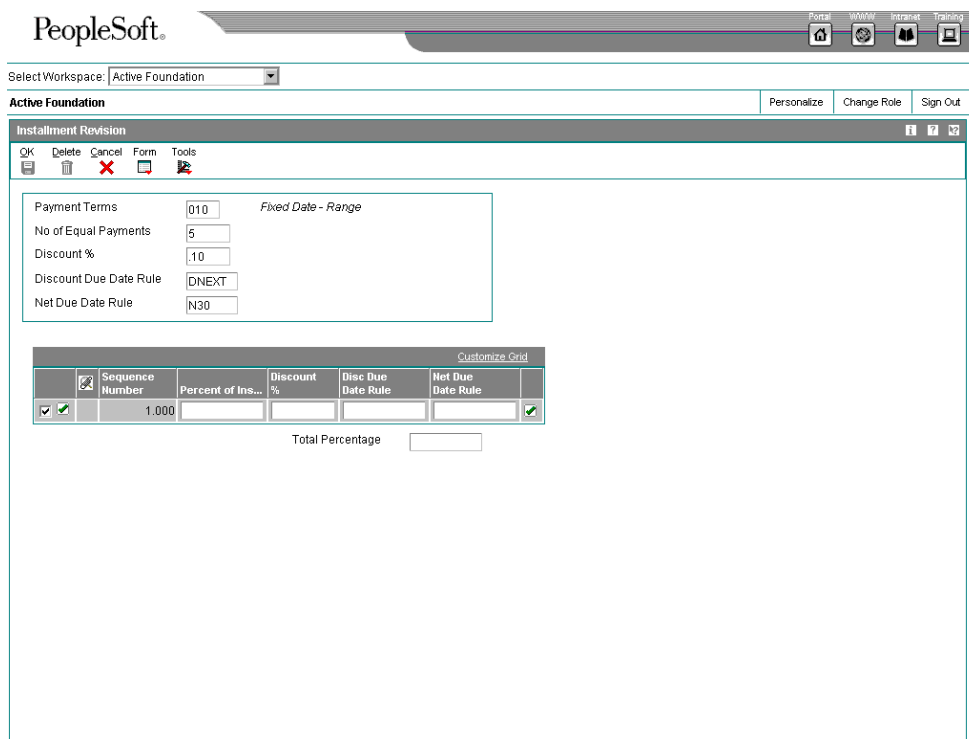 PeopleSoft®
Portal WWW Intranet Training
Select Workspace: Active Foundation
Active Foundation Personalize Change Role Sign Out
Installment Revision
OK Delete Cancel Form Tools
Payment Terms 010 Fixed Date - Range
No of Equal Payments 5
Discount % .10
Discount Due Date Rule DNEXT
Net Due Date Rule N30
Customize Grid
Sequence Number Percent of Ins... Discount % Disc Due Date Rule Net Due Date Rule
1.000
Total Percentage